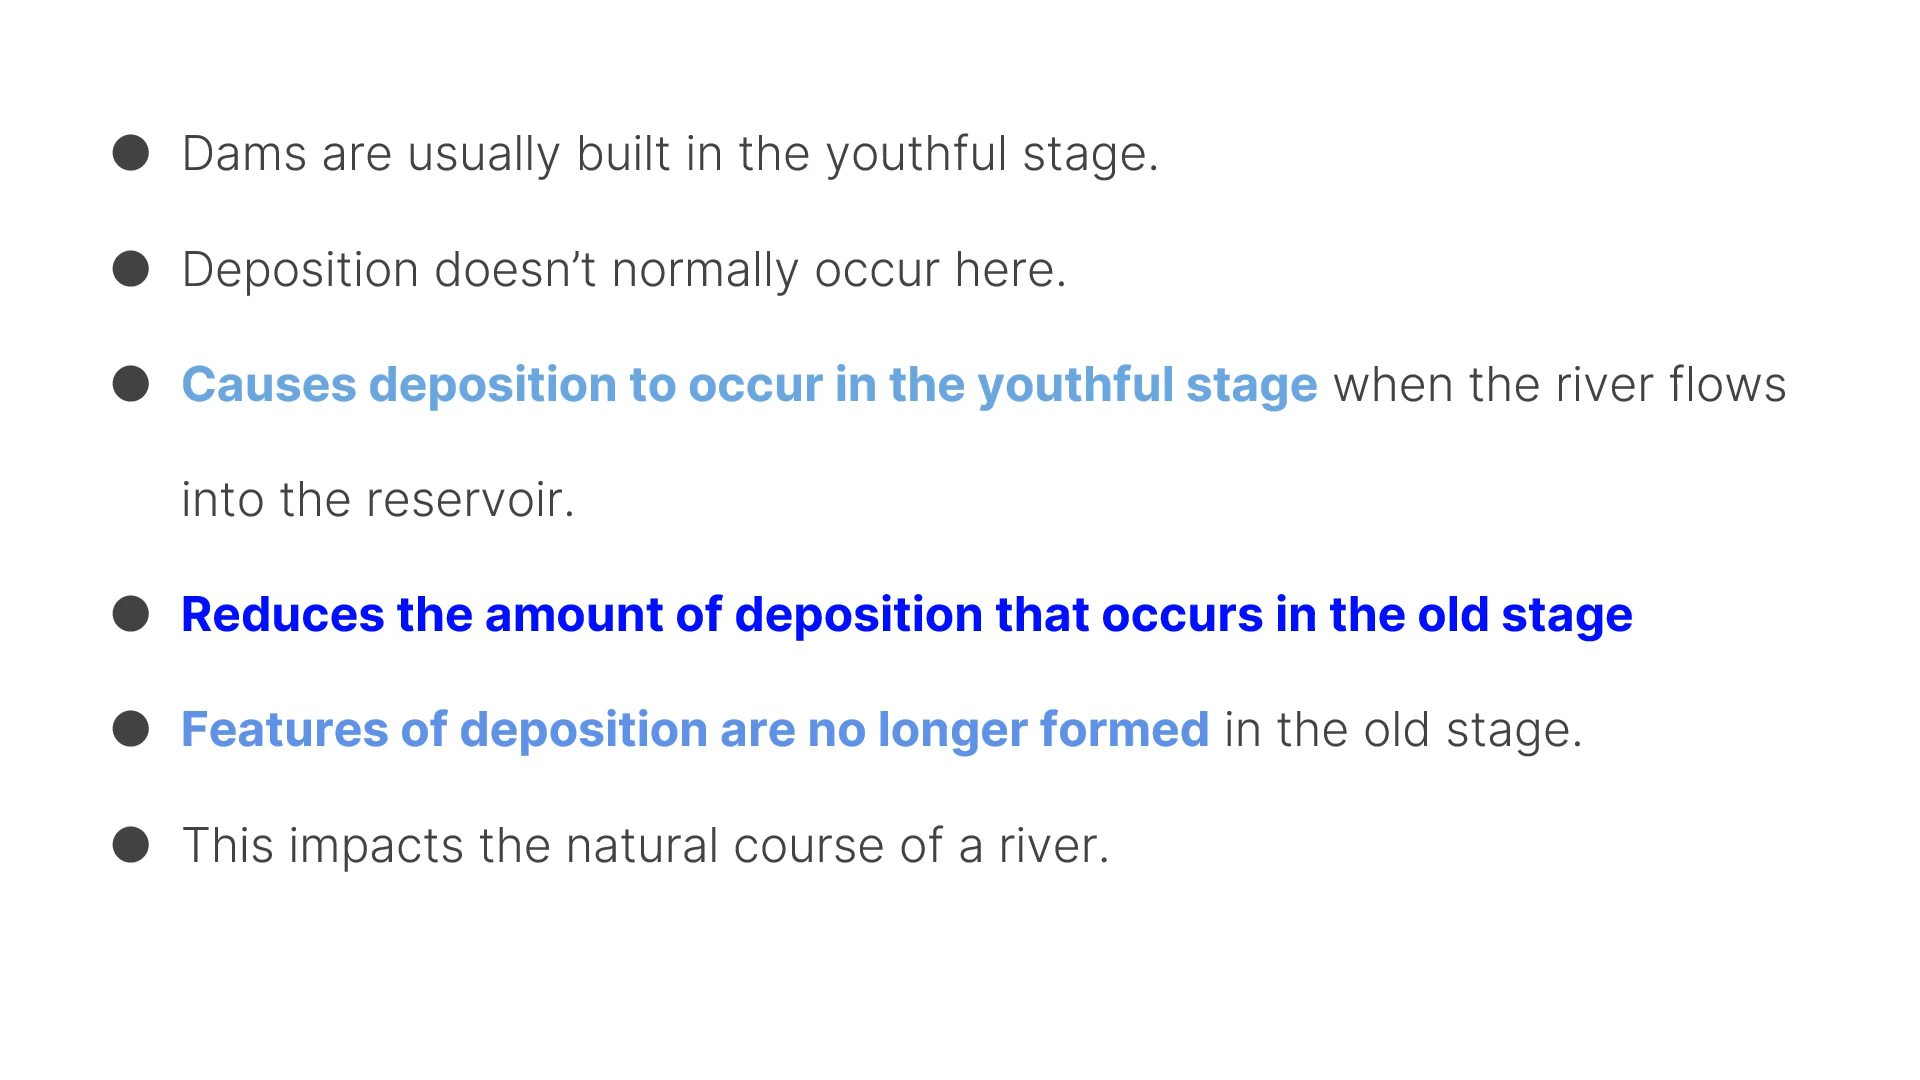 ● Dams are usually built in the youthful stage.
● Deposition doesn’t normally occur here.
● Causes deposition to occur in the youthful stage when the river flows
into the reservoir.
● Reduces the amount of deposition that occurs in the old stage
● Features of deposition are no longer formed in the old stage.
● This impacts the natural course of a river.